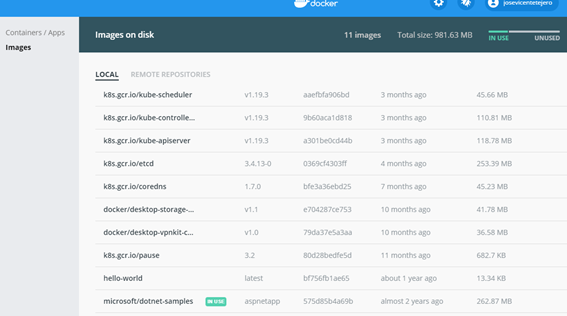 docker
josevicentetejero
Containers / Apps
Images
Images on disk 11 images Total size: 981.63 MB IN USE UNUSED
LOCAL REMOTE REPOSITORIES
k8s.gcr.io/kube-scheduler v1.19.3 aaefbfa906bd 3 months ago 45.66 MB
k8s.gcr.io/kube-controlle... v1.19.3 9b60aca1d818 3 months ago 110.81 MB
k8s.gcr.io/kube-apiserver v1.19.3 a301be0cd44b 3 months ago 118.78 MB
k8s.gcr.io/etcd 3.4.13-0 0369cf4303ff 4 months ago 253.39 MB
k8s.gcr.io/coredns 1.7.0 bfe3a36ebd25 7 months ago 45.23 MB
docker/desktop-storage-... v1.1 e704287ce753 10 months ago 41.78 MB
docker/desktop-vpnkit-c... v1.0 79da37e5a3aa 10 months ago 36.58 MB
k8s.gcr.io/pause 3.2 80d28bedfe5d 11 months ago 682.7 KB
hello-world latest bf756fb1ae65 about 1 year ago 13.34 KB
microsoft/dotnet-samples IN USE aspnetapp 575d85b4a69b almost 2 years ago 262.87 MB